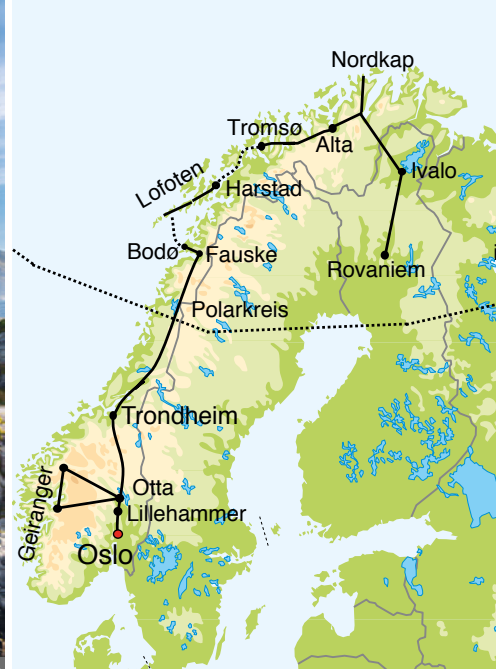 Nordkap
Tromsø
Alta
Lofoten
Harstad
Ivalo
Bodø
Fauske
Rovaniem
Polarkreis
Trondheim
Geiranger
Otta
Lillehammer
Oslo